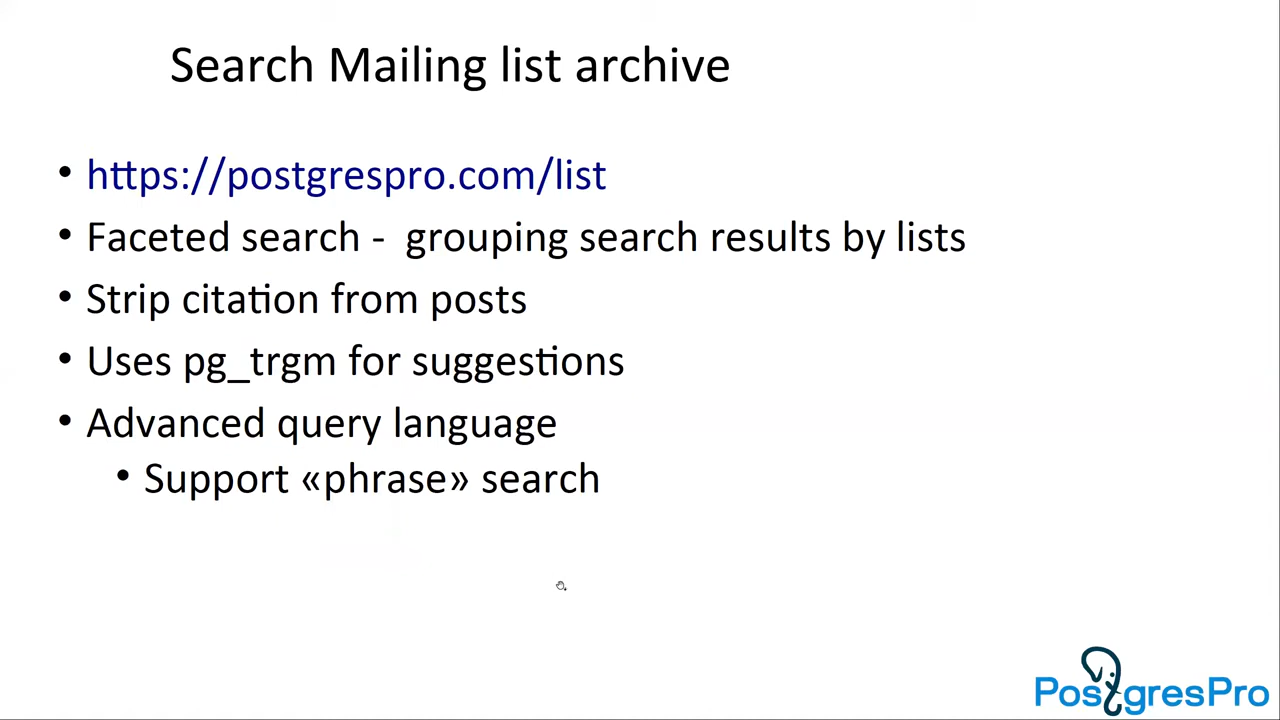 Search Mailing list archive
• https://postgrespro.com/list
• Faceted search -  grouping search results by lists
• Strip citation from posts
• Uses pg_trgm for suggestions
• Advanced query language
• Support «phrase» search
PostgresPro